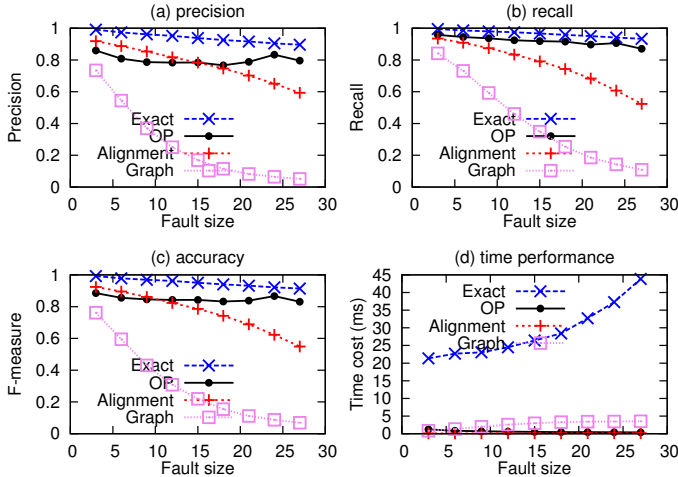 (a) precision
Precision
1
0.8
0.6
0.4
0.2
0
Exact
OP
Alignment
Graph
0 5 10 15 20 25 30
Fault size
(b) recall
Recall
1
0.8
0.6
0.4
0.2
0
Exact
OP
Alignment
Graph
0 5 10 15 20 25 30
Fault size
(c) accuracy
F-measure
1
0.8
0.6
0.4
0.2
0
Exact
OP
Alignment
Graph
0 5 10 15 20 25 30
Fault size
(d) time performance
Time cost (ms)
45
40
35
30
25
20
15
10
5
0
Exact
OP
Alignment
Graph
0 5 10 15 20 25 30
Fault size